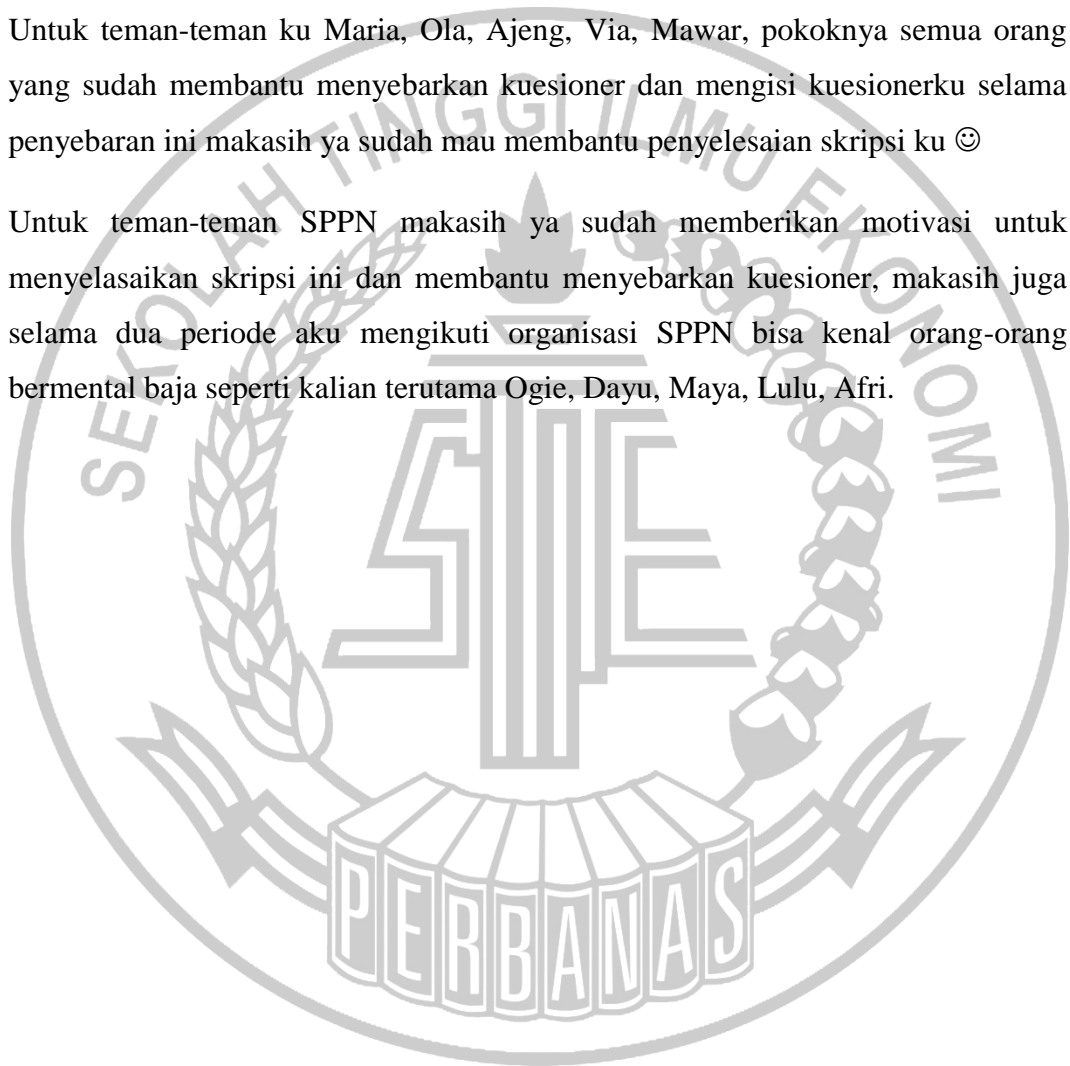 Untuk teman-teman ku Maria, Ola, Ajeng, Via, Mawar, pokoknya semua orang
yang sudah membantu menyebarkan kuesioner dan mengisi kuesionerku selama
penyebaran ini makasih ya sudah mau membantu penyelesaian skripsi ku ☺
Untuk teman-teman SPPN makasih ya sudah memberikan motivasi untuk
menyelasaikan skripsi ini dan membantu menyebarkan kuesioner, makasih juga
selama dua periode aku mengikuti organisasi SPPN bisa kenal orang-orang
bermental baja seperti kalian terutama Ogie, Dayu, Maya, Lulu, Afri.
SEKOLAH TINGGI ILMU EKONOMI
STIE
PERBANAS